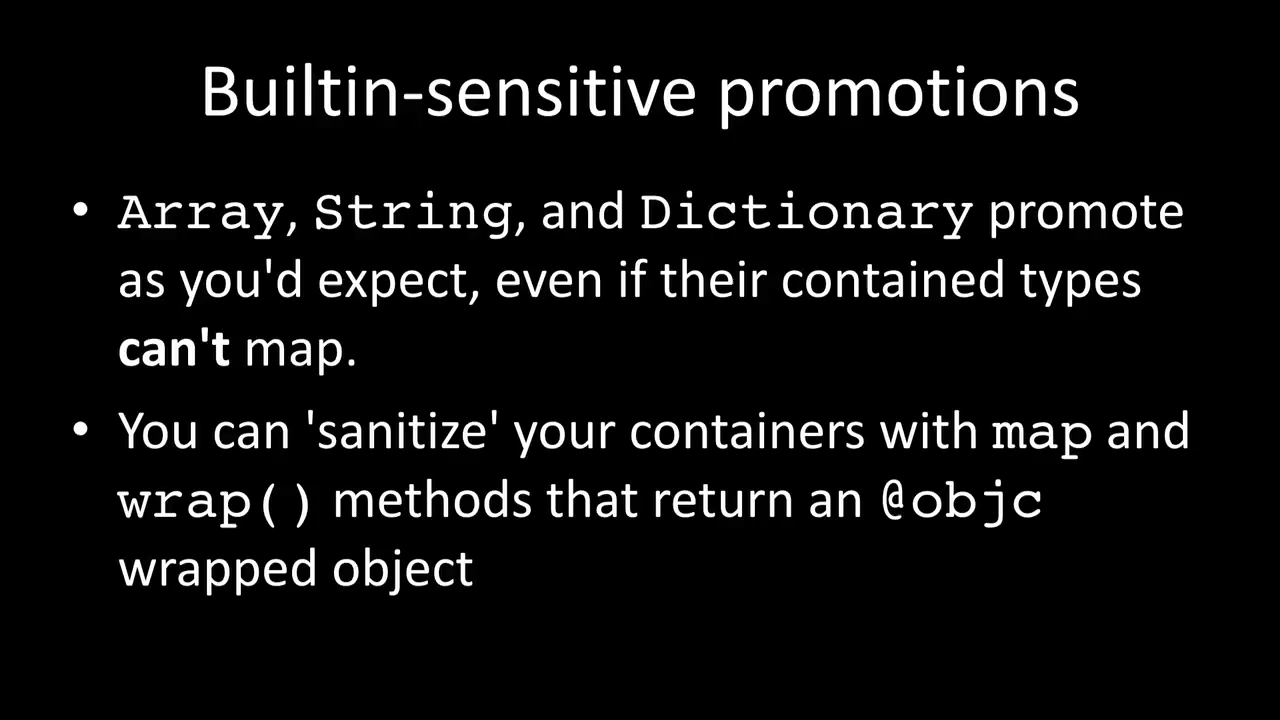 Builtin-sensitive promotions
• Array, String, and Dictionary promote
as you'd expect, even if their contained types
can't map.
• You can 'sanitize' your containers with map and
wrap() methods that return an @objc
wrapped object